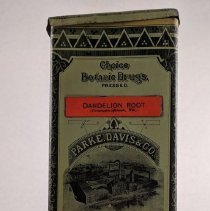 Choice
Botanic Drugs,
PRESSED.
DANDELION ROOT
PARKE, DAVIS & CO.